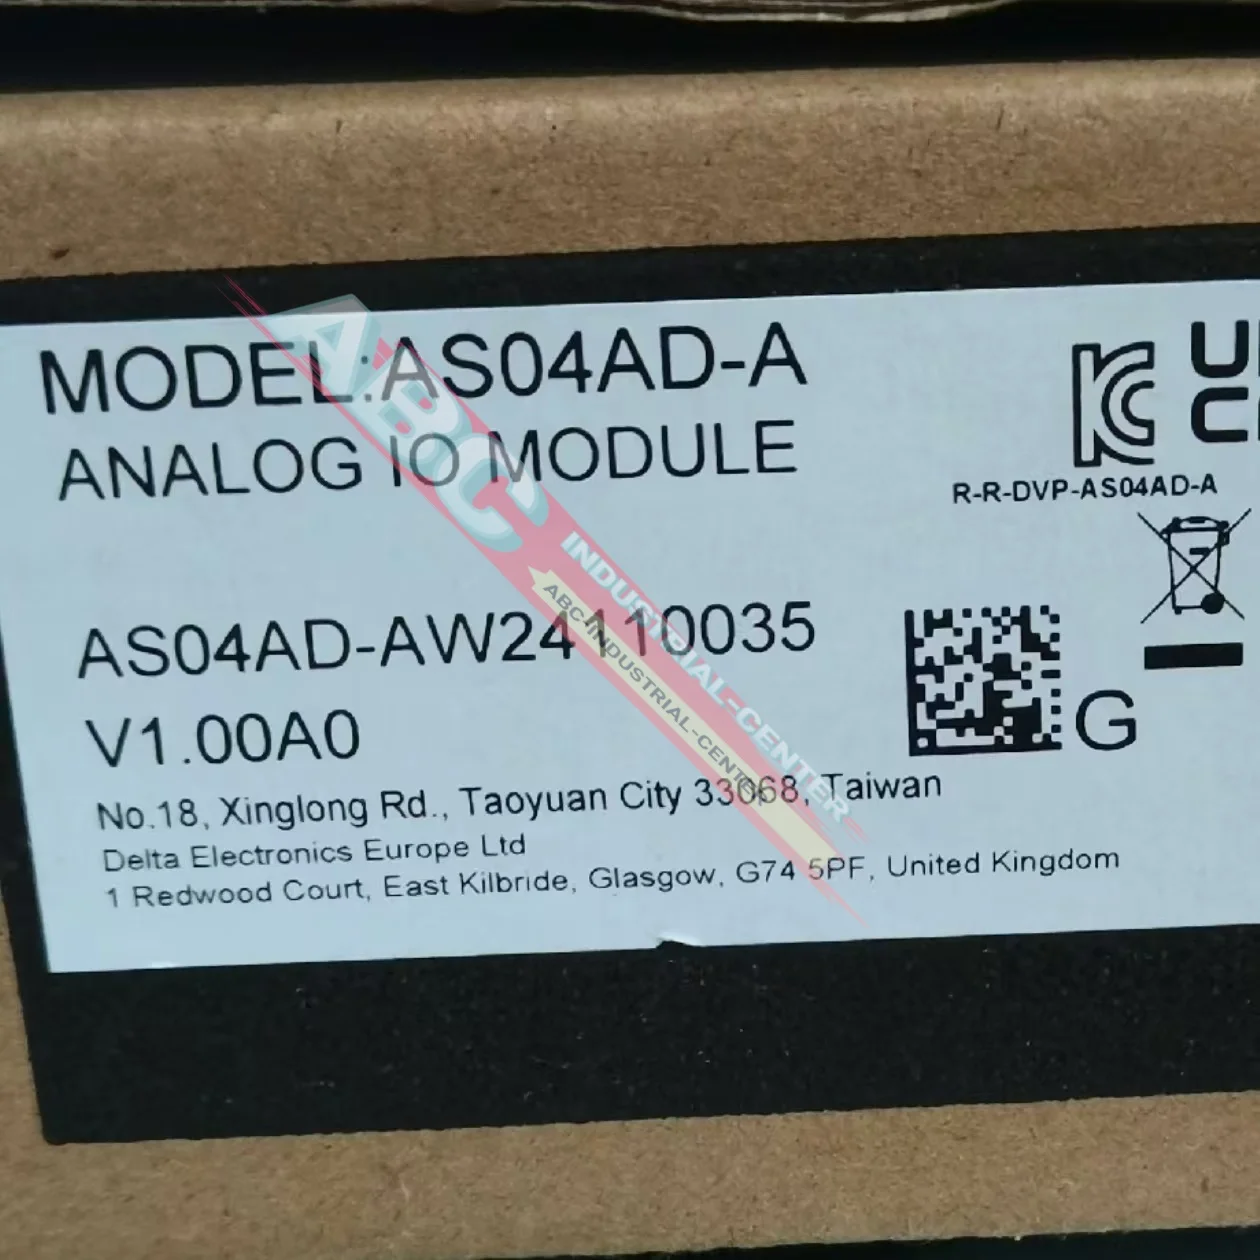 MODEL:AS04AD-A
ANALOG IO MODULE
R-R-DVP-AS04AD-A
AS04AD-AW24110035
G
V1.00A0
No.18, Xinglong Rd., Taoyuan City 33068, Taiwan
Delta Electronics Europe Ltd
1 Redwood Court, East Kilbride, Glasgow, G74 5PF, United Kingdom
ABC
INDUSTRIAL-CENTER
ABC-INDUSTRIAL-CENTER